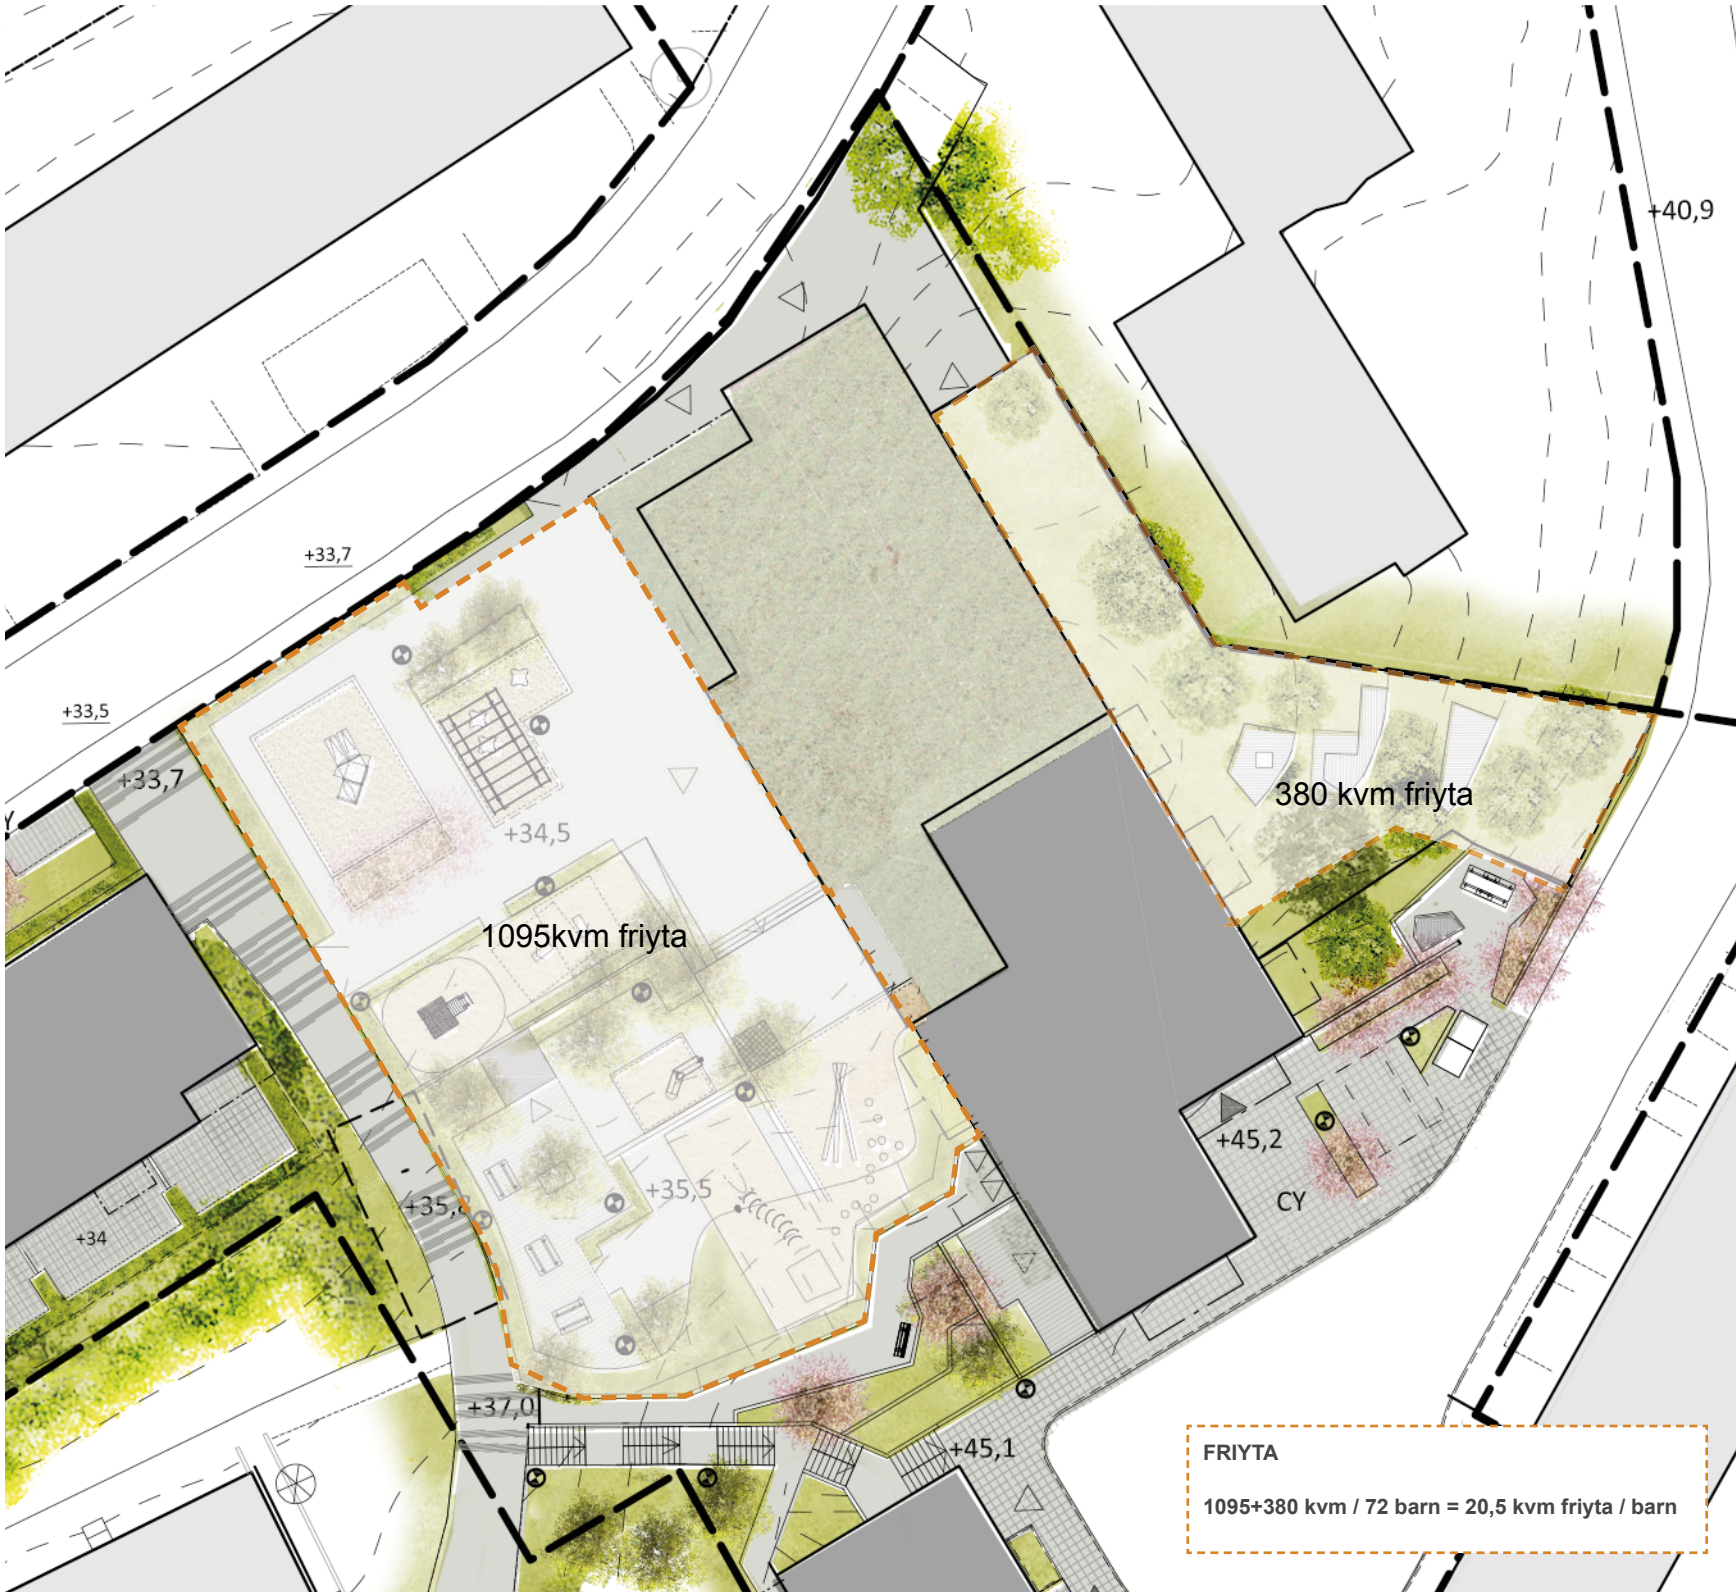 +40,9
+33,7
+33,5
+33,7
Y
380 kvm friyta
+34,5
1095kvm friyta
+45,2
+35,5
CY
+34
+37,0
+45,1
FRIYTA
1095+380 kvm / 72 barn = 20,5 kvm friyta / barn